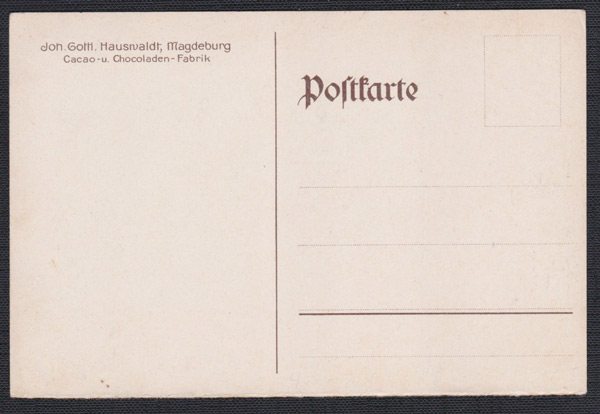 Joh. Gottl. Hauswaldt, Magdeburg
Cacao- u. Chocoladen-Fabrik
Postkarte